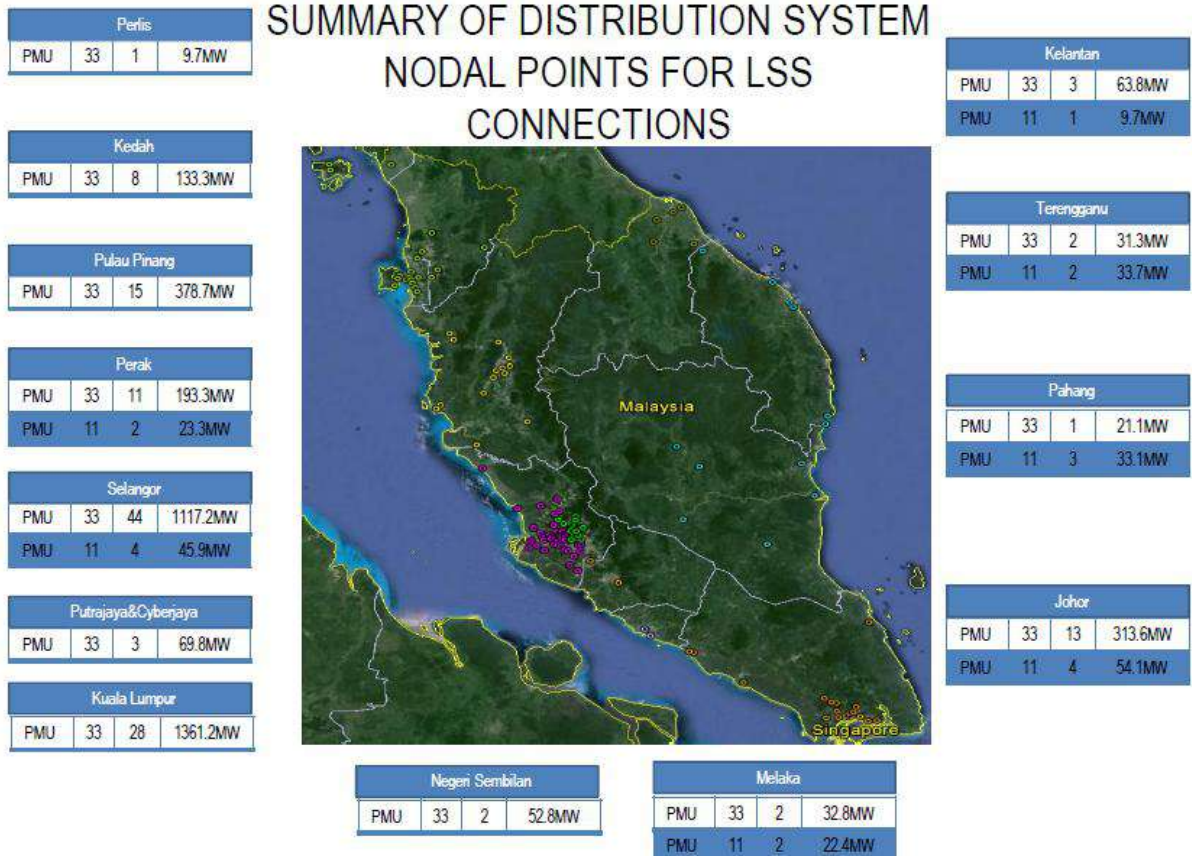 SUMMARY OF DISTRIBUTION SYSTEM
NODAL POINTS FOR LSS
CONNECTIONS
Perlis
PMU 33 1 9.7MW
Kedah
PMU 33 8 133.3MW
Pulau Pinang
PMU 33 15 378.7MW
Perak
PMU 33 11 193.3MW
PMU 11 2 23.3MW
Selangor
PMU 33 44 1117.2MW
PMU 11 4 45.9MW
Putrajaya&Cyberjaya
PMU 33 3 69.8MW
Kuala Lumpur
PMU 33 28 1361.2MW
Malaysia
Singapore
Kelantan
PMU 33 3 63.8MW
PMU 11 1 9.7MW
Terengganu
PMU 33 2 31.3MW
PMU 11 2 33.7MW
Pahang
PMU 33 1 21.1MW
PMU 11 3 33.1MW
Johor
PMU 33 13 313.6MW
PMU 11 4 54.1MW
Negeri Sembilan
PMU 33 2 52.8MW
Melaka
PMU 33 2 32.8MW
PMU 11 2 22.4MW